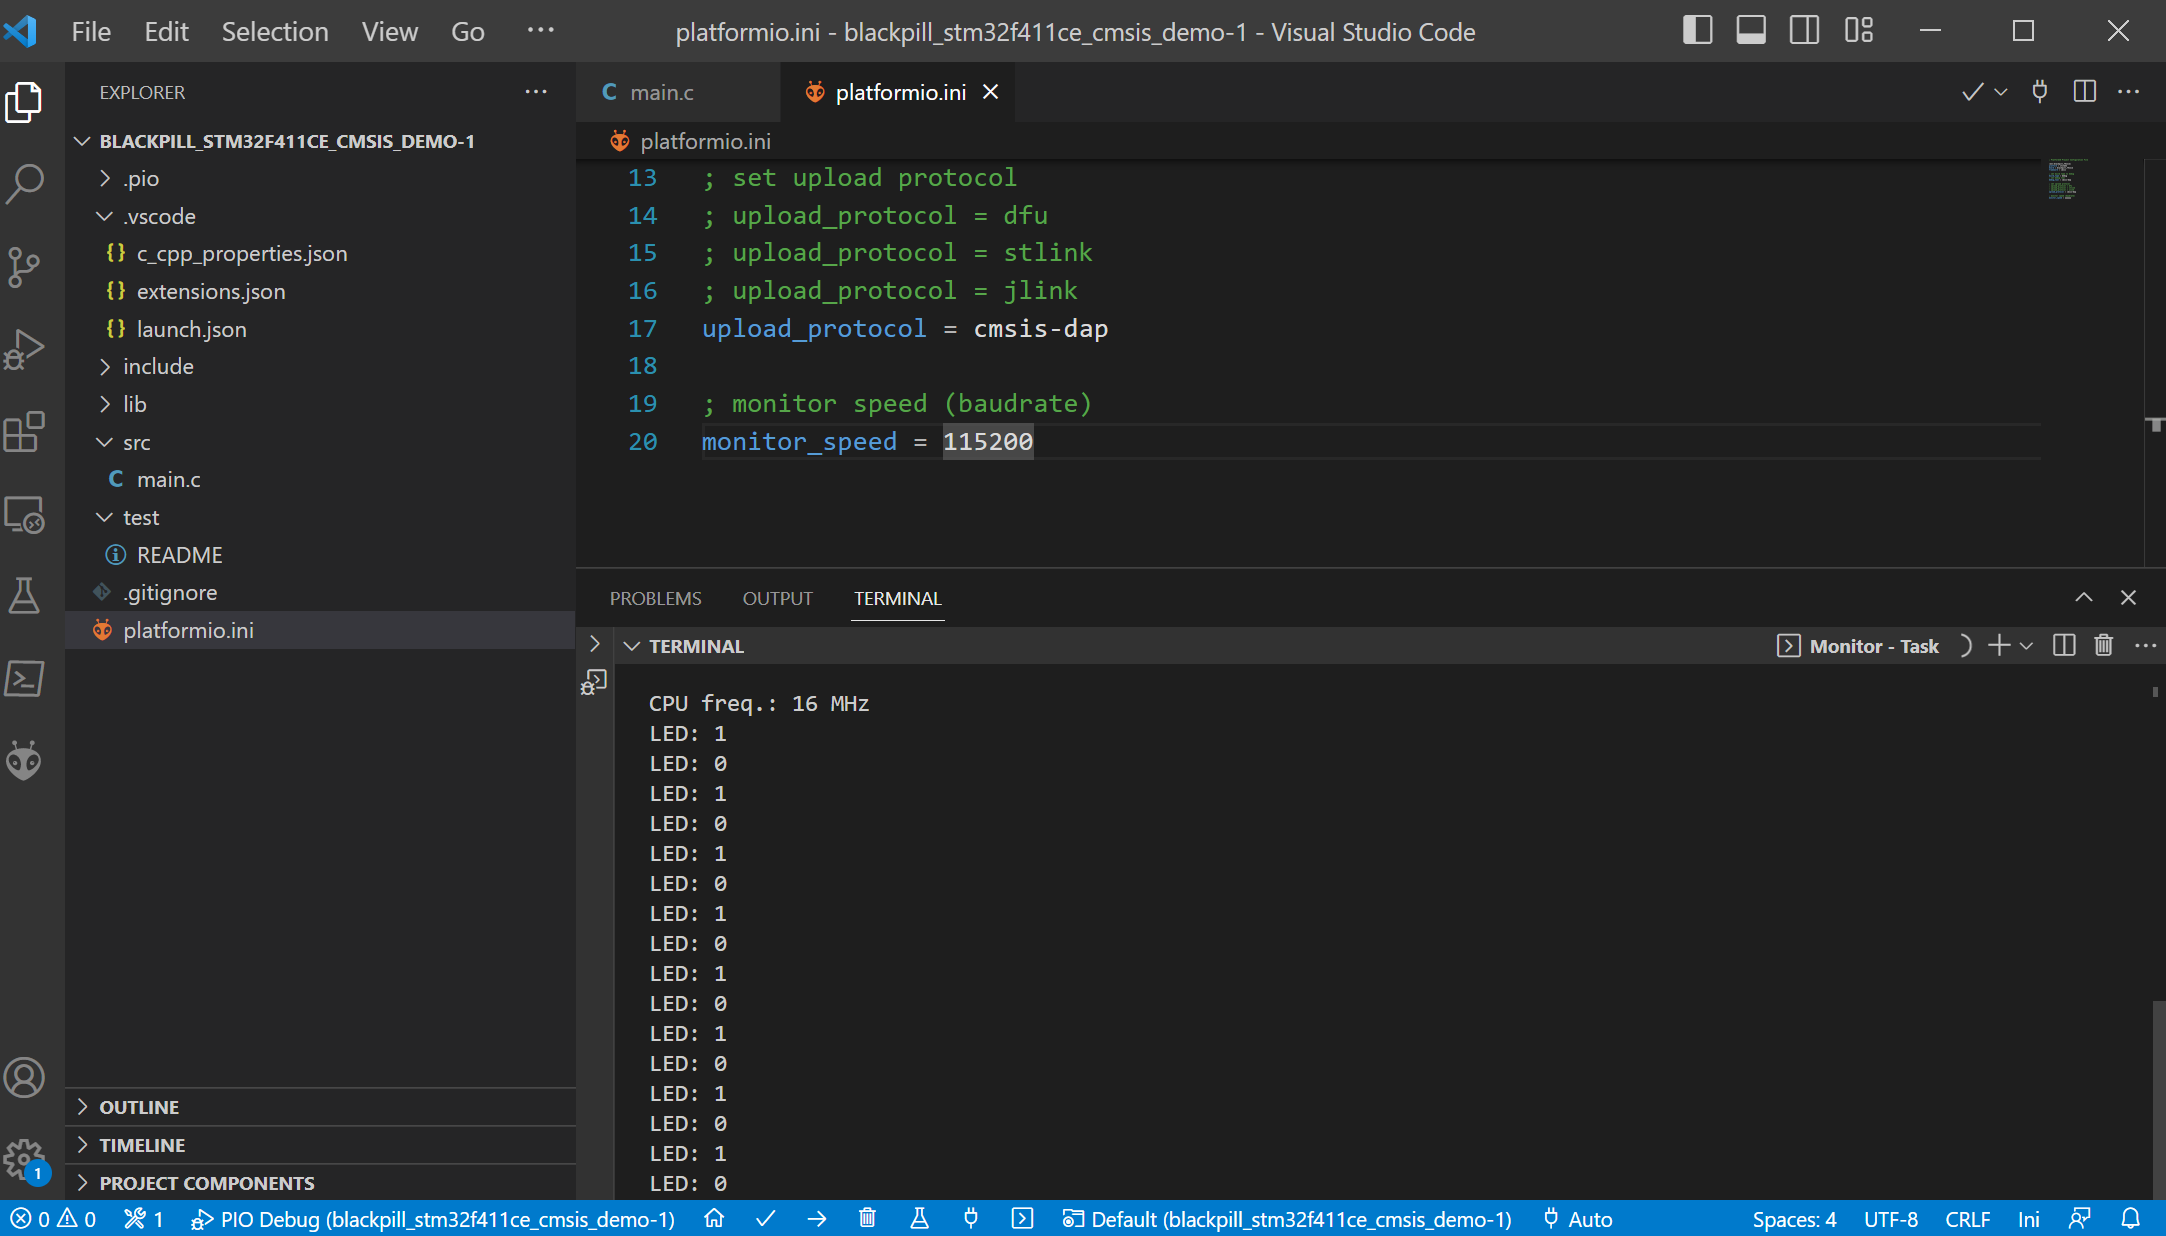 File Edit Selection View Go ··· platformio.ini - blackpill_stm32f411ce_cmsis_demo-1 - Visual Studio Code
EXPLORER
BLACKPILL_STM32F411CE_CMSIS_DEMO-1
.pio
.vscode
{} c_cpp_properties.json
{} extensions.json
{} launch.json
include
lib
src
C main.c
test
README
.gitignore
platformio.ini
OUTLINE
TIMELINE
PROJECT COMPONENTS
1
C main.c platformio.ini
platformio.ini
13 ; set upload protocol
14 ; upload_protocol = dfu
15 ; upload_protocol = stlink
16 ; upload_protocol = jlink
17 upload_protocol = cmsis-dap
18
19 ; monitor speed (baudrate)
20 monitor_speed = 115200
PROBLEMS OUTPUT TERMINAL
TERMINAL Monitor - Task
CPU freq.: 16 MHz
LED: 1
LED: 0
LED: 1
LED: 0
LED: 1
LED: 0
LED: 1
LED: 0
LED: 1
LED: 0
LED: 1
LED: 0
LED: 1
LED: 0
LED: 1
LED: 0
0 0 1 PIO Debug (blackpill_stm32f411ce_cmsis_demo-1) Default (blackpill_stm32f411ce_cmsis_demo-1) Auto Spaces: 4 UTF-8 CRLF Ini